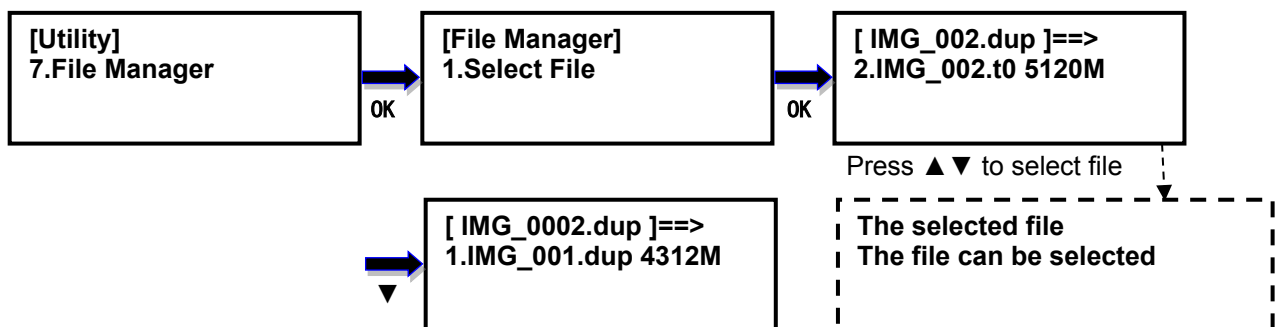 [Utility]
7.File Manager
OK
[File Manager]
1.Select File
OK
[ IMG_002.dup ]==>
2.IMG_002.t0 5120M
Press ▲▼ to select file
▼
[ IMG_0002.dup ]==>
1.IMG_001.dup 4312M
The selected file
The file can be selected